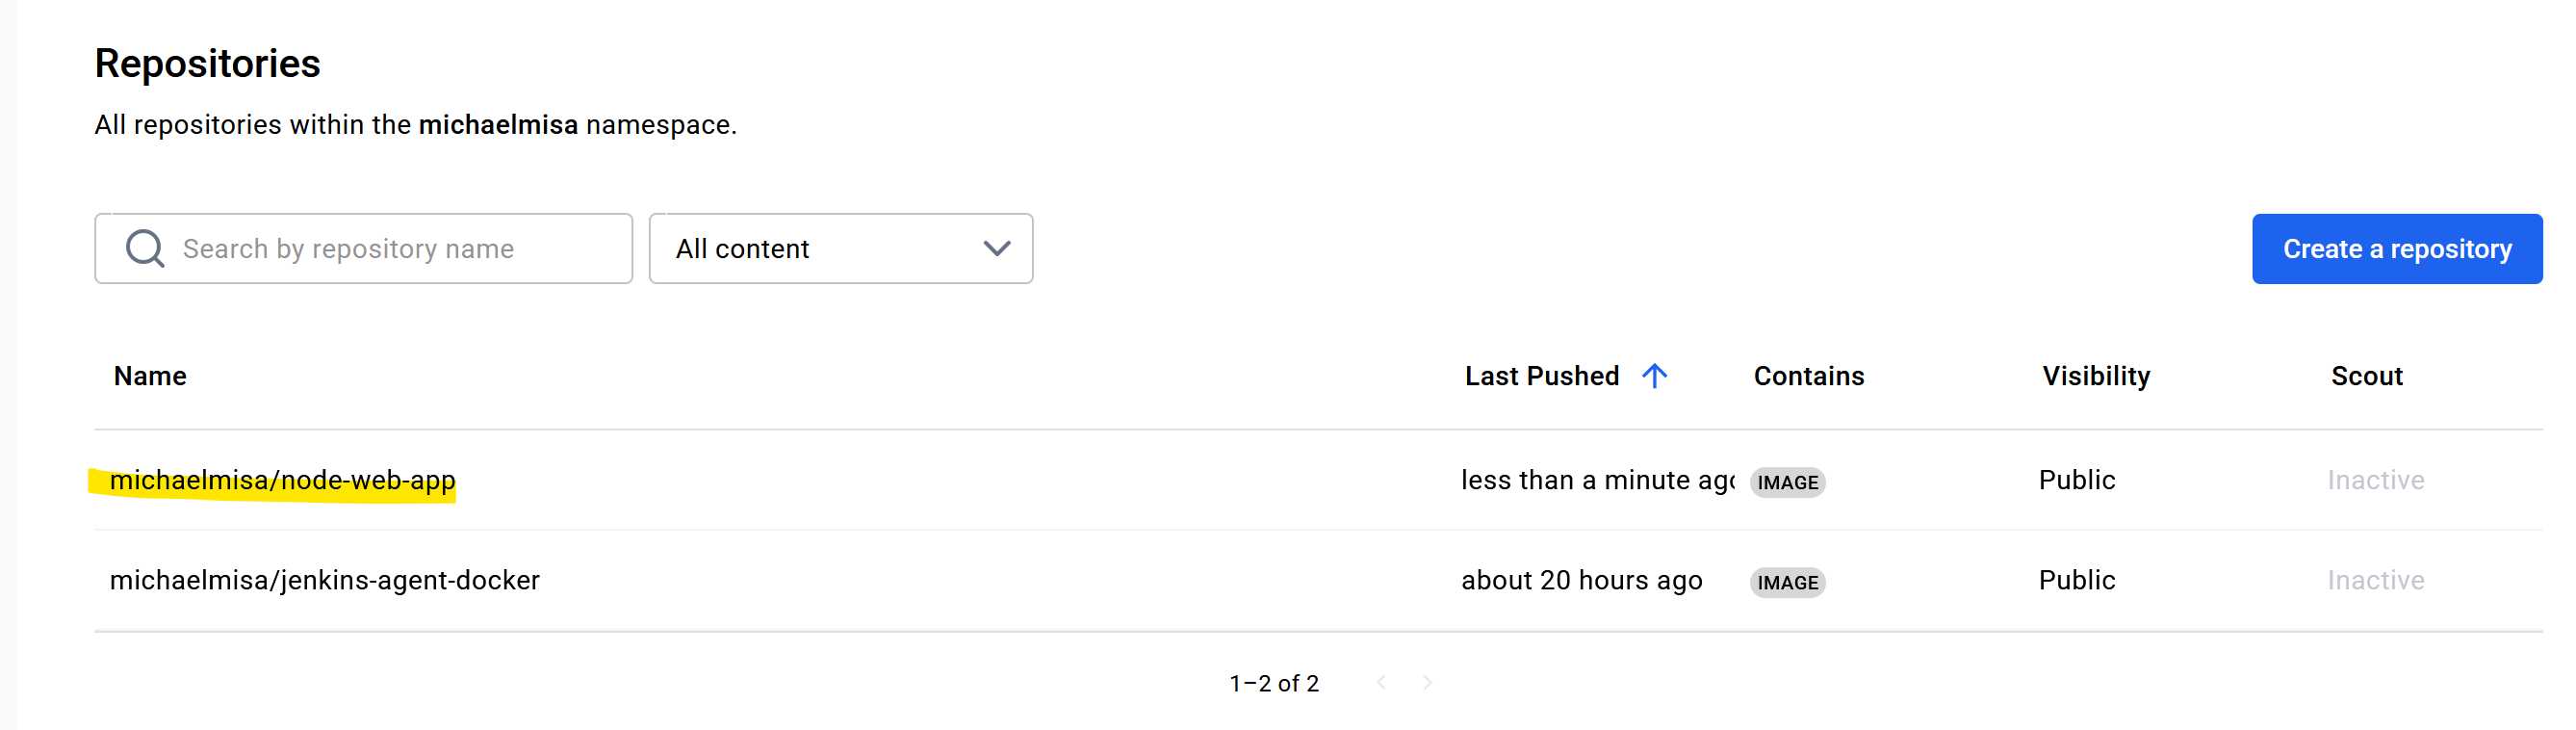 Repositories
All repositories within the michaelmisa namespace.
Search by repository name
All content
Create a repository
Name Last Pushed Contains Visibility Scout
michaelmisa/node-web-app less than a minute ago IMAGE Public Inactive
michaelmisa/jenkins-agent-docker about 20 hours ago IMAGE Public Inactive
1–2 of 2